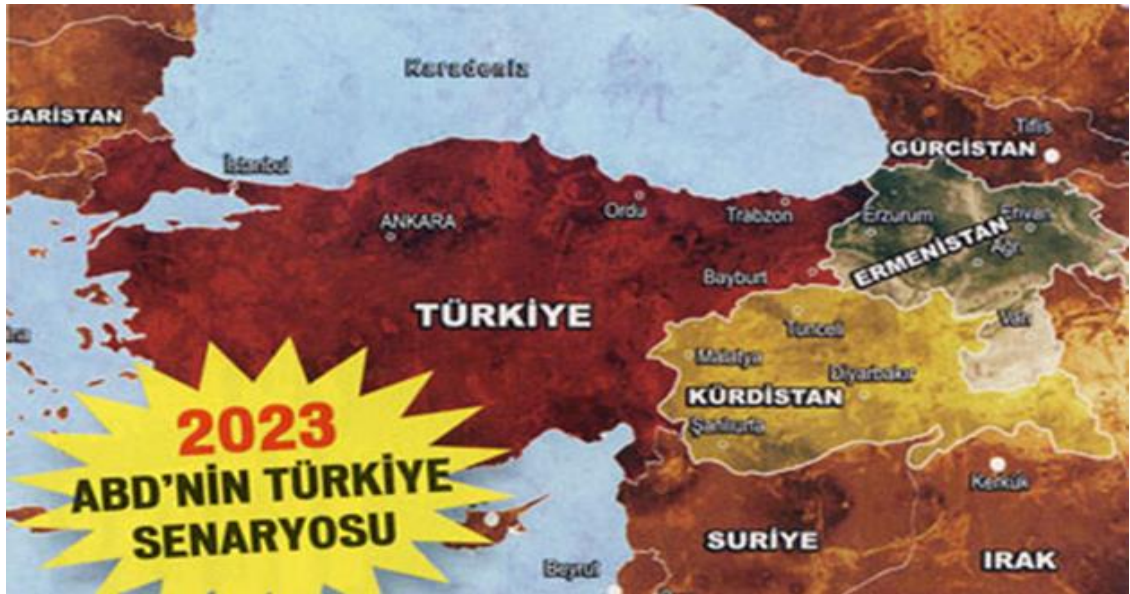 Karadeniz
GARİSTAN
İstanbul
Tiflis
GÜRCİSTAN
ANKARA
Ordu
Trabzon
Erzurum
Erivan
ERMENİSTAN
Ağrı
Bayburt
TÜRKİYE
Tunceli
Van
Malatya
Diyarbakır
KÜRDİSTAN
Şanlıurfa
2023
ABD'NİN TÜRKİYE
SENARYOSU
Kerkük
SURİYE
IRAK
Beyrut